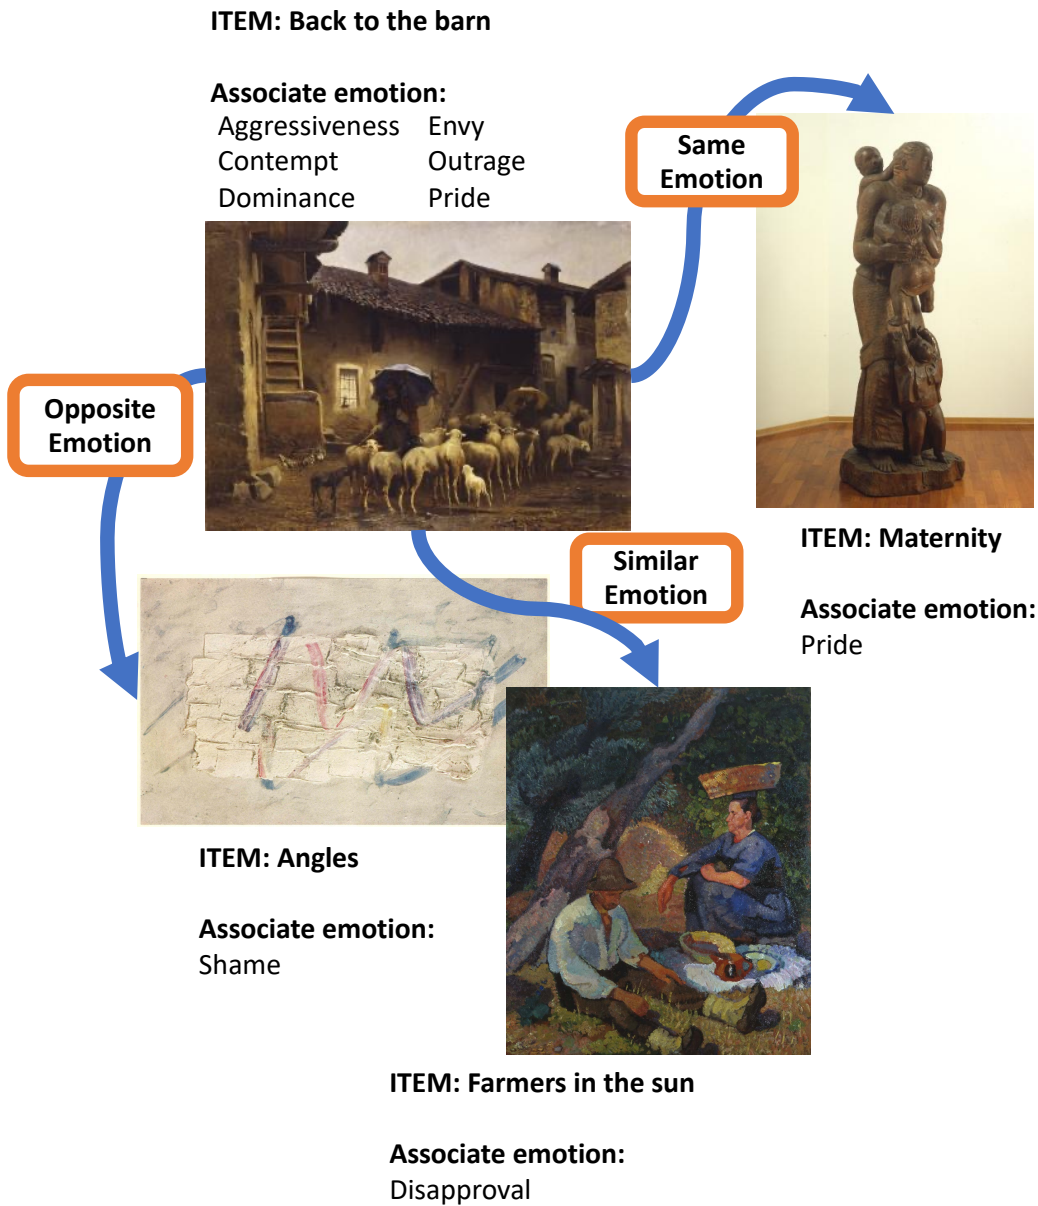 ITEM: Back to the barn
Associate emotion:
Aggressiveness Envy
Contempt Outrage
Dominance Pride
Same
Emotion
Opposite
Emotion
Similar
Emotion
ITEM: Maternity
Associate emotion:
Pride
ITEM: Angles
Associate emotion:
Shame
ITEM: Farmers in the sun
Associate emotion:
Disapproval